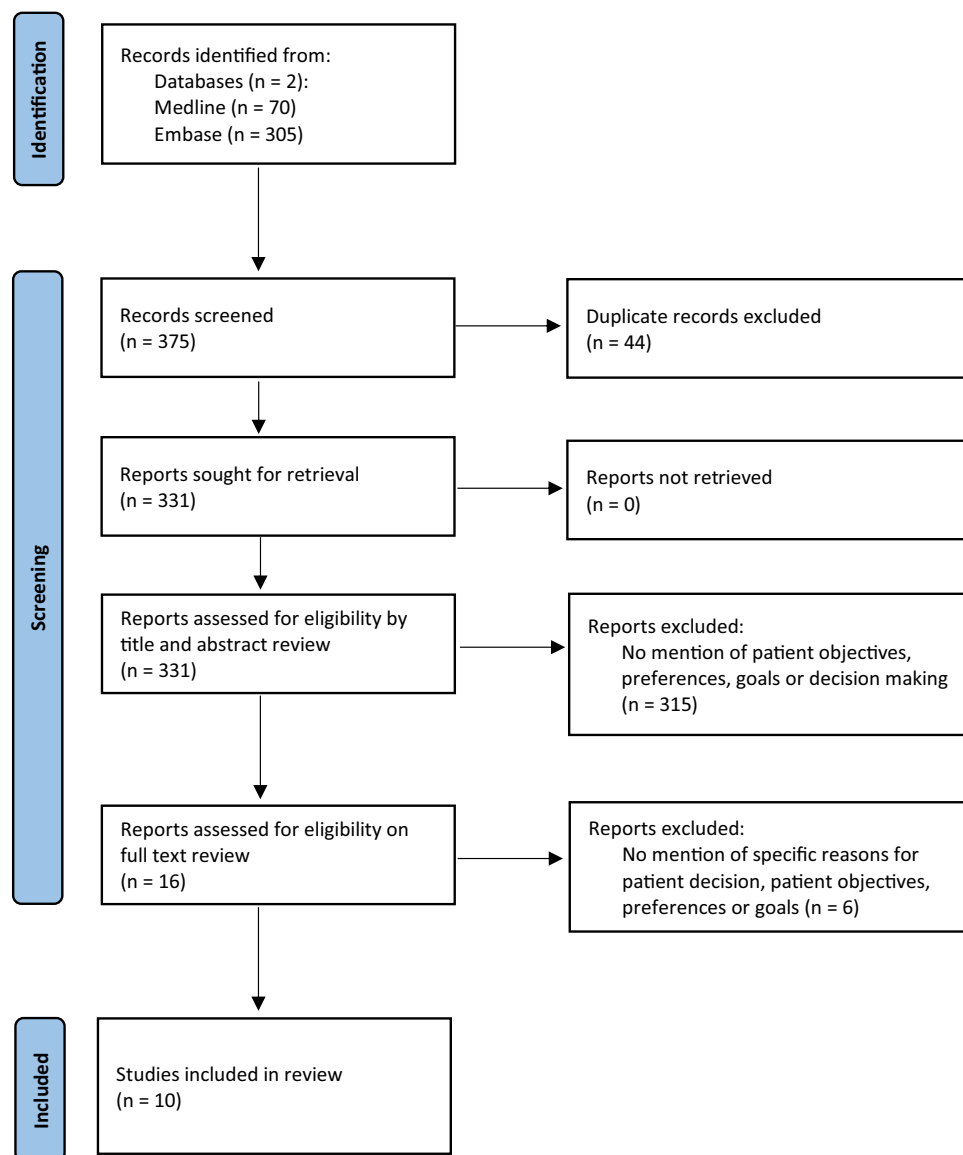 Identification
Records identified from:
Databases (n = 2):
Medline (n = 70)
Embase (n = 305)
Screening
Records screened
(n = 375)
Duplicate records excluded
(n = 44)
Reports sought for retrieval
(n = 331)
Reports not retrieved
(n = 0)
Reports assessed for eligibility by
title and abstract review
(n = 331)
Reports excluded:
No mention of patient objectives,
preferences, goals or decision making
(n = 315)
Reports assessed for eligibility on
full text review
(n = 16)
Reports excluded:
No mention of specific reasons for
patient decision, patient objectives,
preferences or goals (n = 6)
Included
Studies included in review
(n = 10)